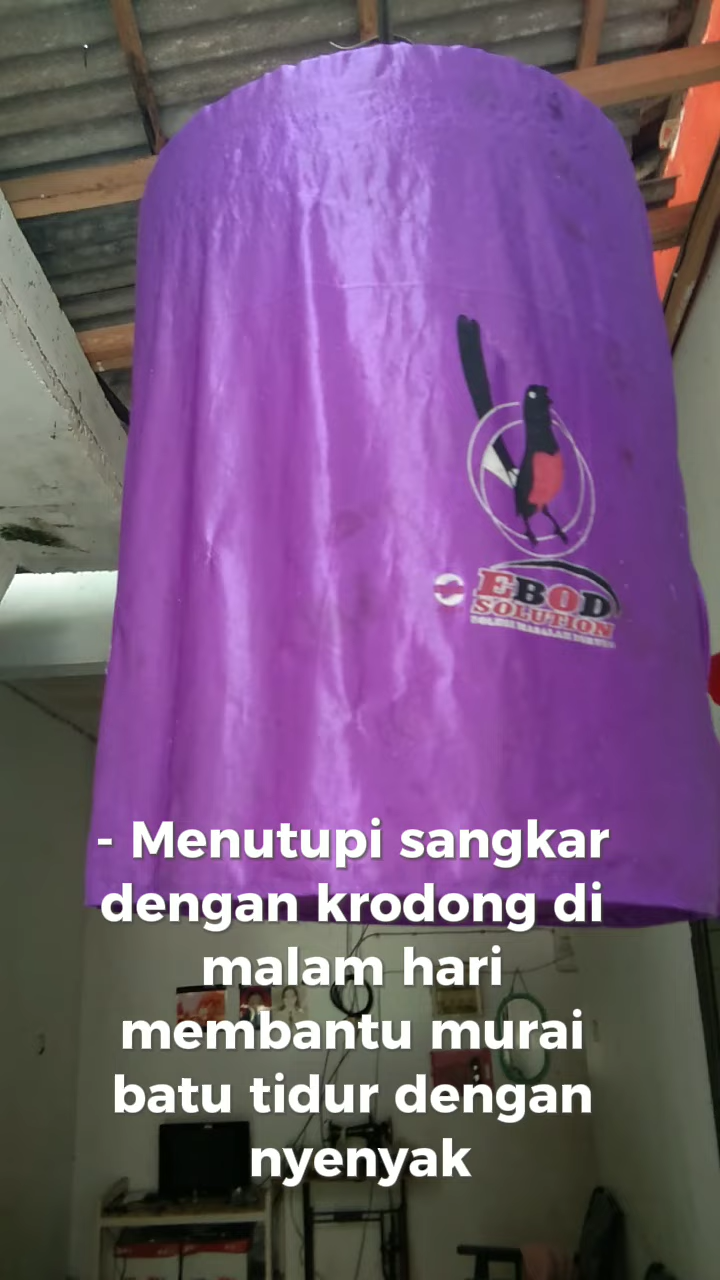 EBOD
SOLUTION
- Menutupi sangkar
dengan krodong di
malam hari
membantu murai
batu tidur dengan
nyenyak